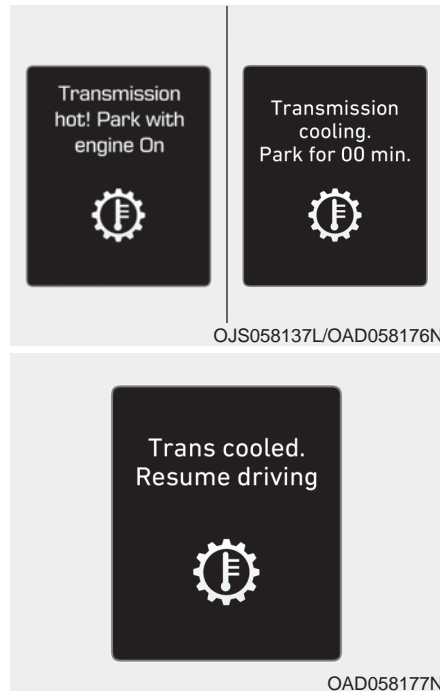 Transmission
hot! Park with
engine On
Transmission
cooling.
Park for 00 min.
OJS058137L/OAD058176N
Trans cooled.
Resume driving
OAD058177N